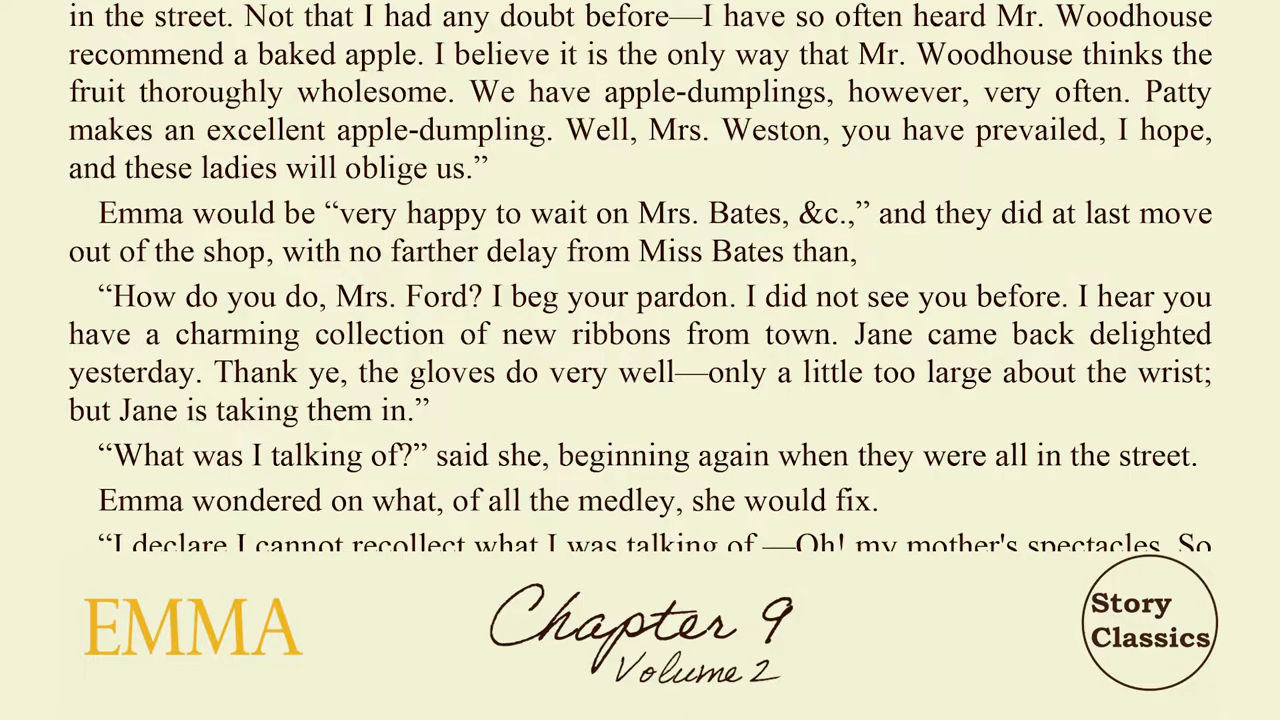 in the street. Not that I had any doubt before—I have so often heard Mr. Woodhouse
recommend a baked apple. I believe it is the only way that Mr. Woodhouse thinks the
fruit thoroughly wholesome. We have apple-dumplings, however, very often. Patty
makes an excellent apple-dumpling. Well, Mrs. Weston, you have prevailed, I hope,
and these ladies will oblige us.”
Emma would be “very happy to wait on Mrs. Bates, &c.,” and they did at last move
out of the shop, with no farther delay from Miss Bates than,
“How do you do, Mrs. Ford? I beg your pardon. I did not see you before. I hear you
have a charming collection of new ribbons from town. Jane came back delighted
yesterday. Thank ye, the gloves do very well—only a little too large about the wrist;
but Jane is taking them in.”
“What was I talking of?” said she, beginning again when they were all in the street.
Emma wondered on what, of all the medley, she would fix.
“I declare I cannot recollect what I was talking of.—Oh! my mother's spectacles. So
EMMA
Chapter 9
Volume 2
Story
Classics